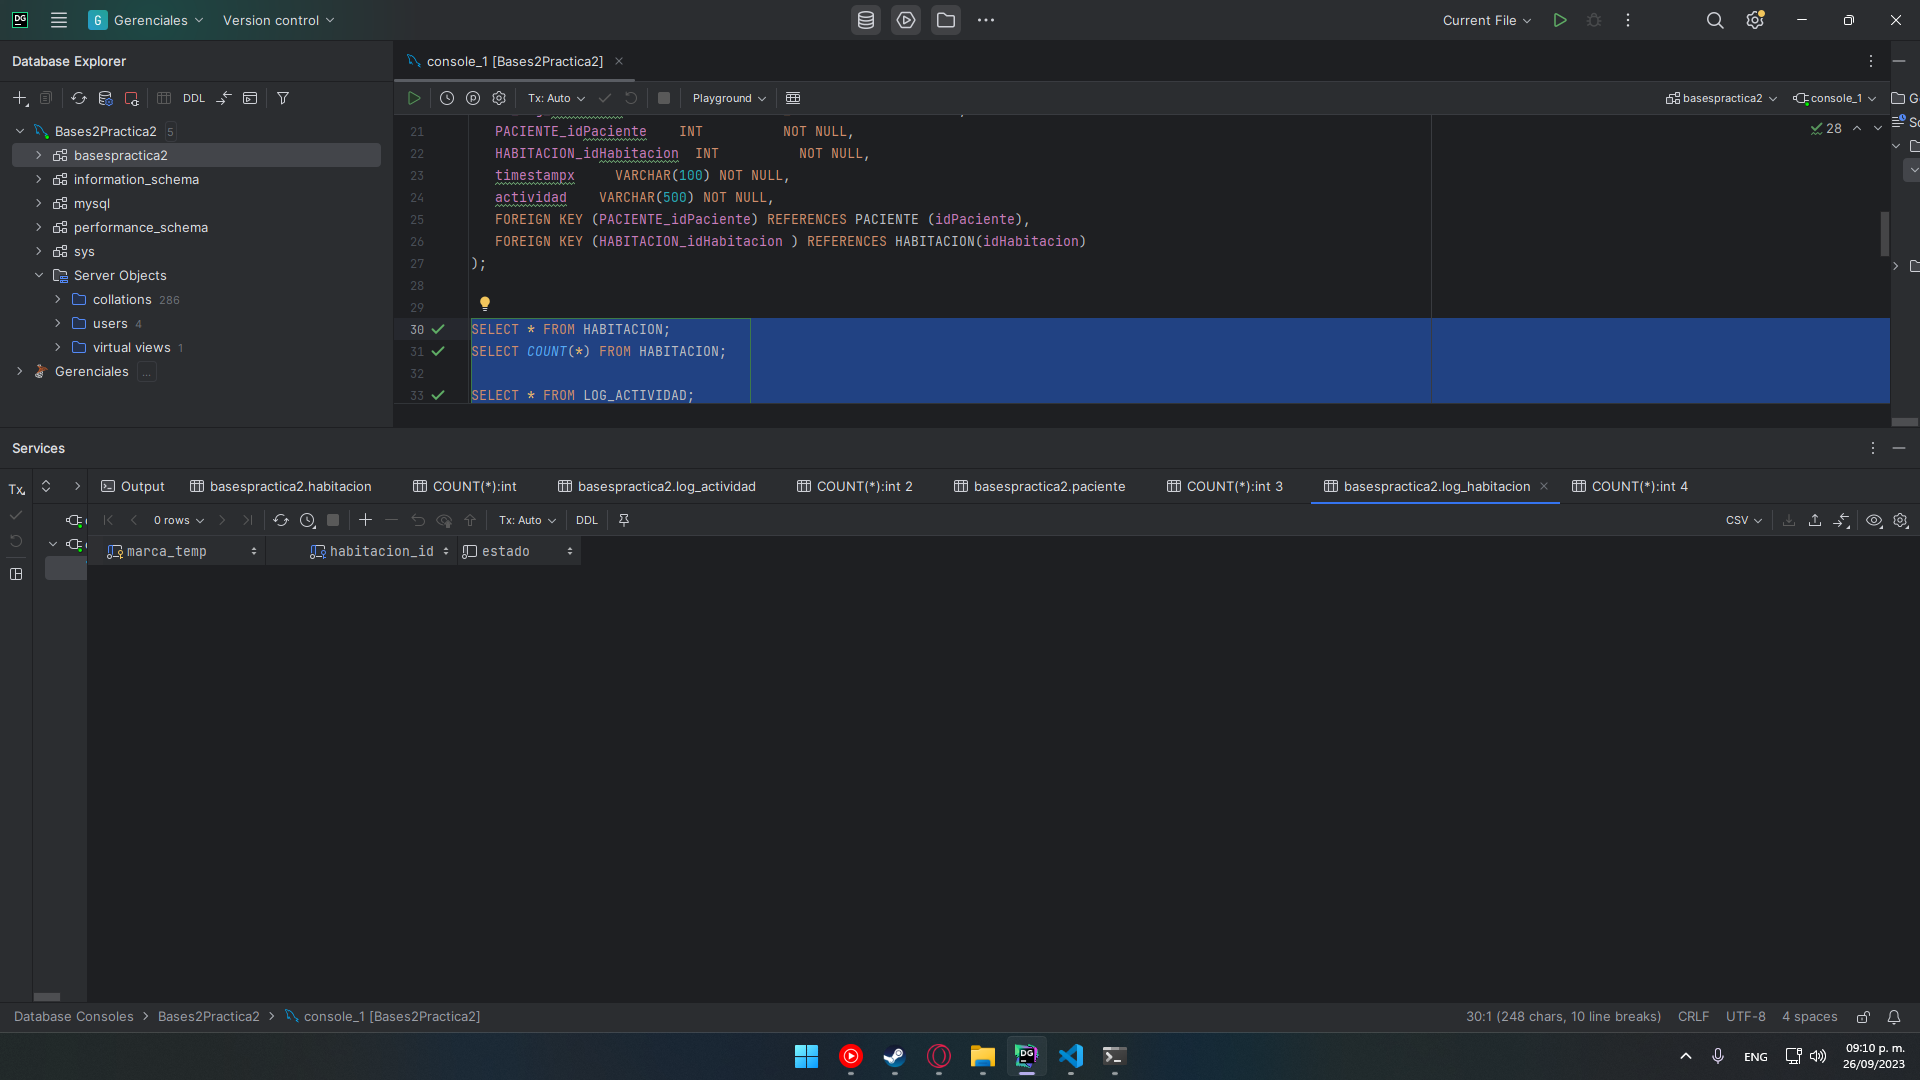 DG
G Gerenciales
Version control
Current File
Database Explorer
DDL
Bases2Practica2 5
basespractica2
information_schema
mysql
performance_schema
sys
Server Objects
collations 286
users 4
virtual views 1
Gerenciales ...
console_1 [Bases2Practica2]
Tx: Auto
Playground
basespractica2
console_1
28
21 PACIENTE_idPaciente INT NOT NULL,
22 HABITACION_idHabitacion INT NOT NULL,
23 timestampx VARCHAR(100) NOT NULL,
24 actividad VARCHAR(500) NOT NULL,
25 FOREIGN KEY (PACIENTE_idPaciente) REFERENCES PACIENTE (idPaciente),
26 FOREIGN KEY (HABITACION_idHabitacion ) REFERENCES HABITACION(idHabitacion)
27 );
28
29
30 SELECT * FROM HABITACION;
31 SELECT COUNT(*) FROM HABITACION;
32
33 SELECT * FROM LOG_ACTIVIDAD;
Services
Tx
Output
basespractica2.habitacion
COUNT(*):int
basespractica2.log_actividad
COUNT(*):int 2
basespractica2.paciente
COUNT(*):int 3
basespractica2.log_habitacion
COUNT(*):int 4
0 rows
Tx: Auto
DDL
CSV
marca_temp
habitacion_id
estado
Database Consoles > Bases2Practica2 > console_1 [Bases2Practica2]
30:1 (248 chars, 10 line breaks)
CRLF
UTF-8
4 spaces
DG
ENG
09:10 p. m.
26/09/2023